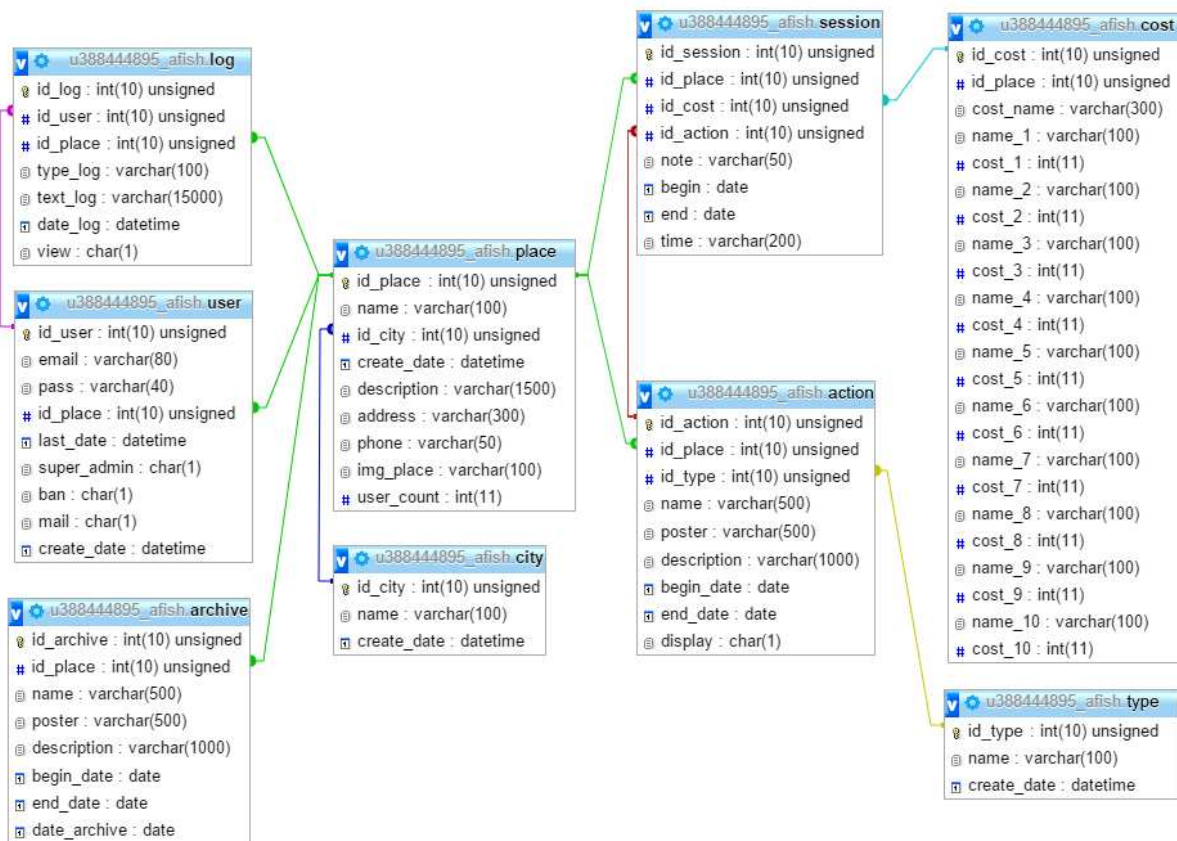 u388444895_afish.log
id_log : int(10) unsigned
id_user : int(10) unsigned
id_place : int(10) unsigned
type_log : varchar(100)
text_log : varchar(15000)
date_log : datetime
view : char(1)
u388444895_afish.user
id_user : int(10) unsigned
email : varchar(80)
pass : varchar(40)
id_place : int(10) unsigned
last_date : datetime
super_admin : char(1)
ban : char(1)
mail : char(1)
create_date : datetime
u388444895_afish.archive
id_archive : int(10) unsigned
id_place : int(10) unsigned
name : varchar(500)
poster : varchar(500)
description : varchar(1000)
begin_date : date
end_date : date
date_archive : date
u388444895_afish.place
id_place : int(10) unsigned
name : varchar(100)
id_city : int(10) unsigned
create_date : datetime
description : varchar(1500)
address : varchar(300)
phone : varchar(50)
img_place : varchar(100)
user_count : int(11)
u388444895_afish.city
id_city : int(10) unsigned
name : varchar(100)
create_date : datetime
u388444895_afish.session
id_session : int(10) unsigned
id_place : int(10) unsigned
id_cost : int(10) unsigned
id_action : int(10) unsigned
note : varchar(50)
begin : date
end : date
time : varchar(200)
u388444895_afish.action
id_action : int(10) unsigned
id_place : int(10) unsigned
id_type : int(10) unsigned
name : varchar(500)
poster : varchar(500)
description : varchar(1000)
begin_date : date
end_date : date
display : char(1)
u388444895_afish.cost
id_cost : int(10) unsigned
id_place : int(10) unsigned
cost_name : varchar(300)
name_1 : varchar(100)
cost_1 : int(11)
name_2 : varchar(100)
cost_2 : int(11)
name_3 : varchar(100)
cost_3 : int(11)
name_4 : varchar(100)
cost_4 : int(11)
name_5 : varchar(100)
cost_5 : int(11)
name_6 : varchar(100)
cost_6 : int(11)
name_7 : varchar(100)
cost_7 : int(11)
name_8 : varchar(100)
cost_8 : int(11)
name_9 : varchar(100)
cost_9 : int(11)
name_10 : varchar(100)
cost_10 : int(11)
u388444895_afish.type
id_type : int(10) unsigned
name : varchar(100)
create_date : datetime